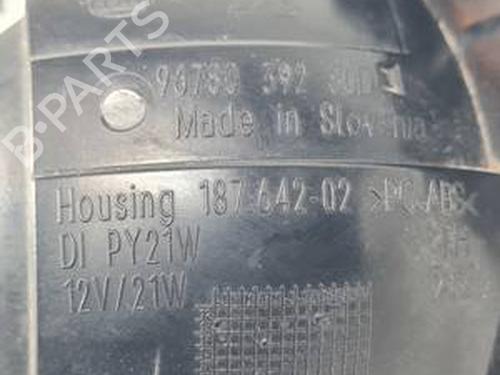 B-PARTS
96780 392
Made in Slovenia
Housing 187.642-02 >PC.ABS<
DI PY21W
12V/21W